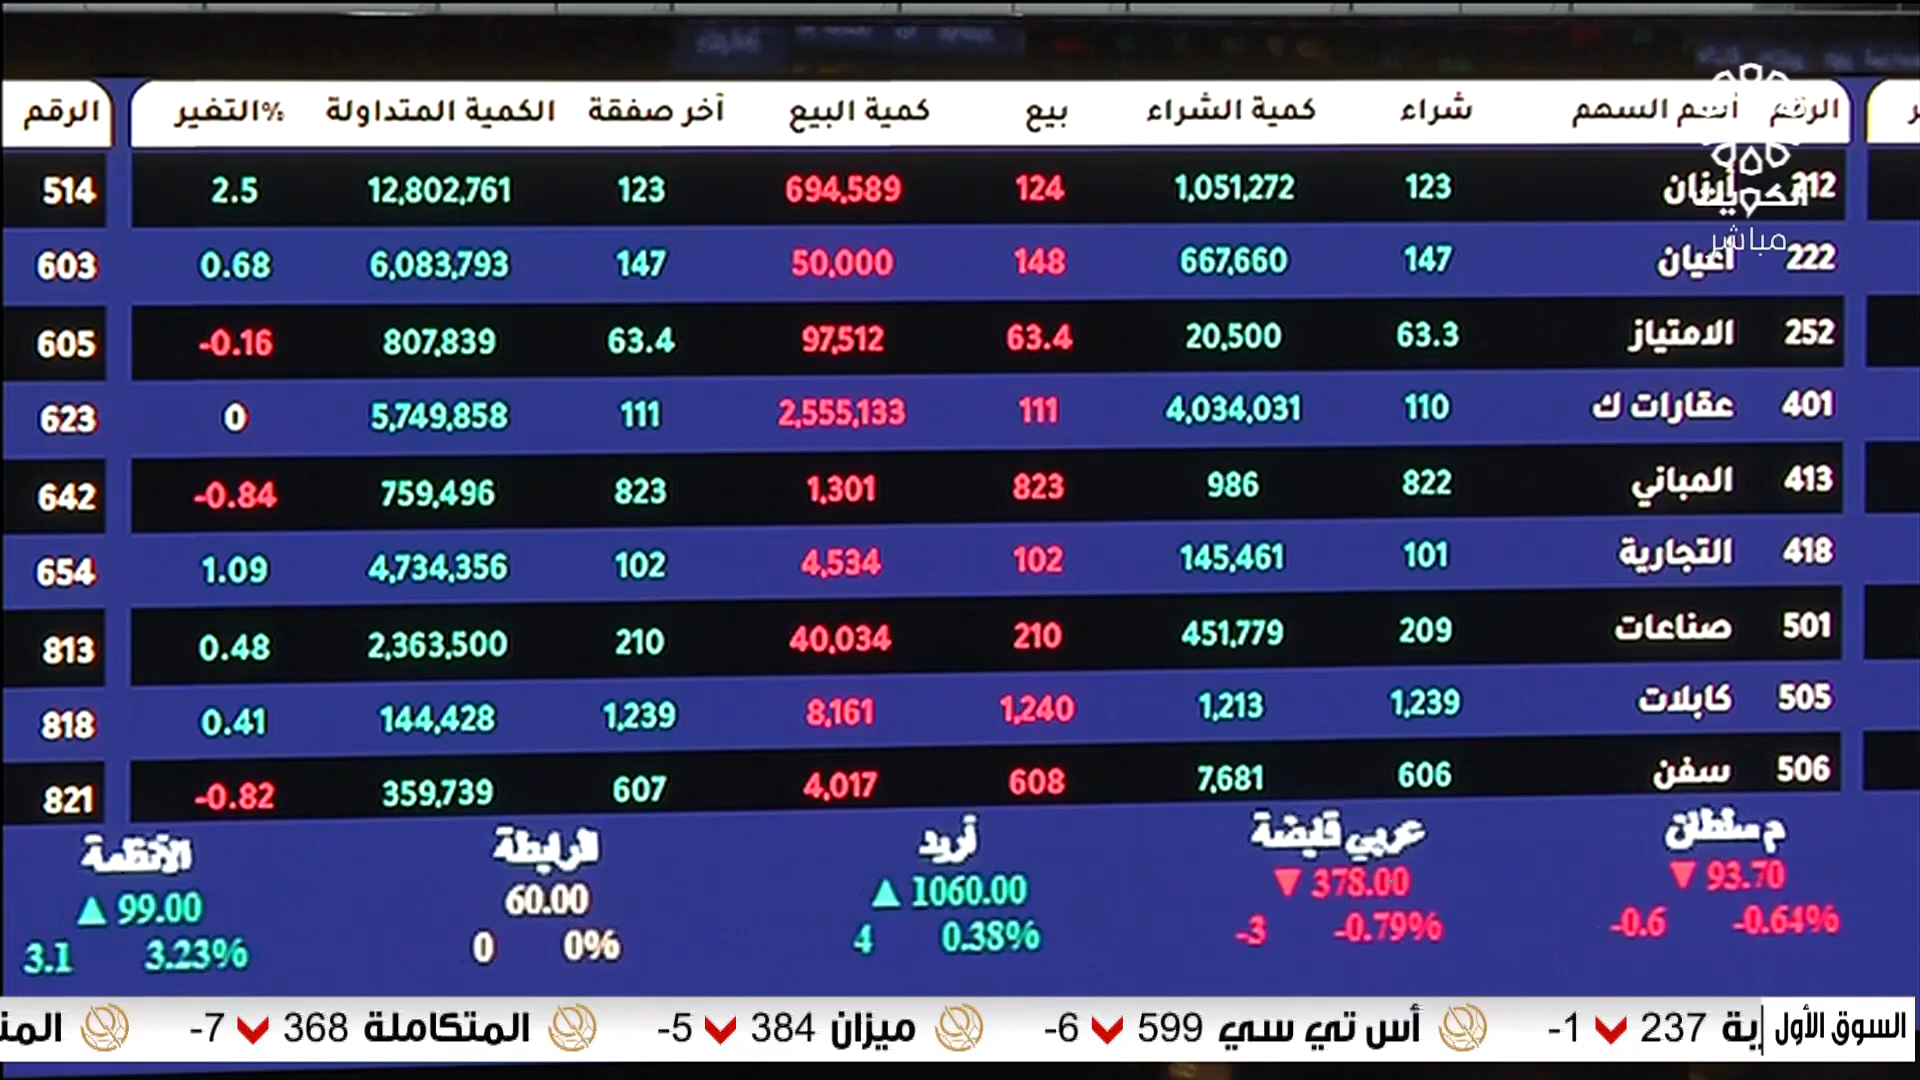 الرقم اسم السهم شراء كمية الشراء بيع كمية البيع آخر صفقة الكمية المتداولة %التغير الرقم
الكويت
مباشر
212 أرزان 123 1,051,272 124 694,589 123 12,802,761 2.5 514
222 أعيان 147 667,660 148 50,000 147 6,083,793 0.68 603
252 الامتياز 63.3 20,500 63.4 97,512 63.4 807,839 -0.16 605
401 عقارات ك 110 4,034,031 111 2,555,133 111 5,749,858 0 623
413 المباني 822 986 823 1,301 823 759,496 -0.84 642
418 التجارية 101 145,461 102 4,534 102 4,734,356 1.09 654
501 صناعات 209 451,779 210 40,034 210 2,363,500 0.48 813
505 كابلات 1,239 1,213 1,240 8,161 1,239 144,428 0.41 818
506 سفن 606 7,681 608 4,017 607 359,739 -0.82 821
م سلطان عربي قابضة أريد الرابطة الأنظمة
▼ 93.70 ▼ 378.00 ▲ 1060.00 60.00 ▲ 99.00
-0.64% -0.6 -0.79% -3 0.38% 4 0% 0 3.23% 3.1
السوق الأول 237 -1 أس تي سي 599 -6 ميزان 384 -5 المتكاملة 368 -7